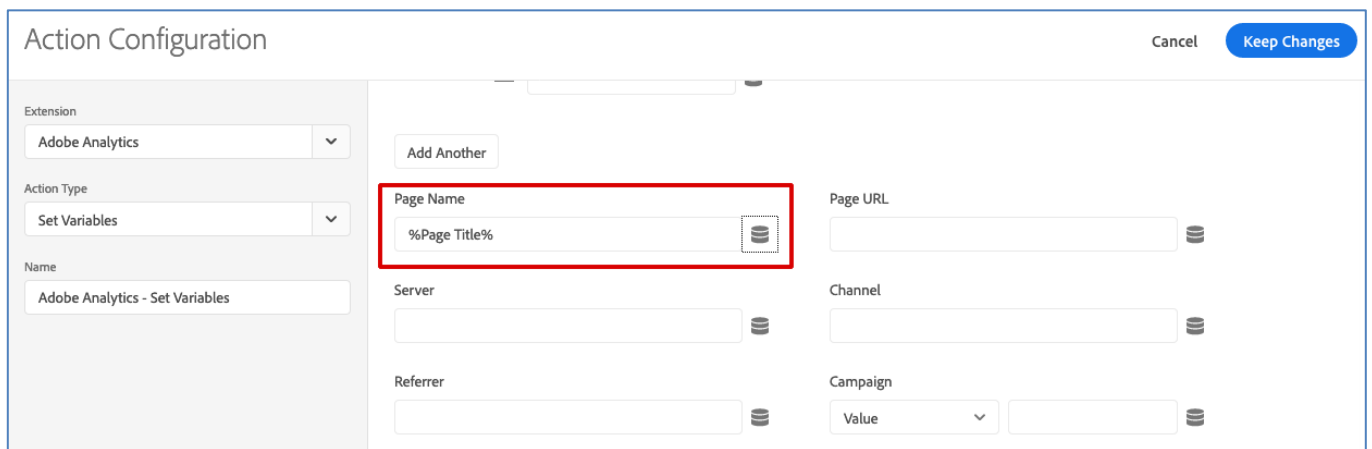 Action Configuration
Cancel
Keep Changes
Extension
Adobe Analytics
Action Type
Set Variables
Name
Adobe Analytics - Set Variables
Add Another
Page Name
%Page Title%
Page URL
Server
Channel
Referrer
Campaign
Value